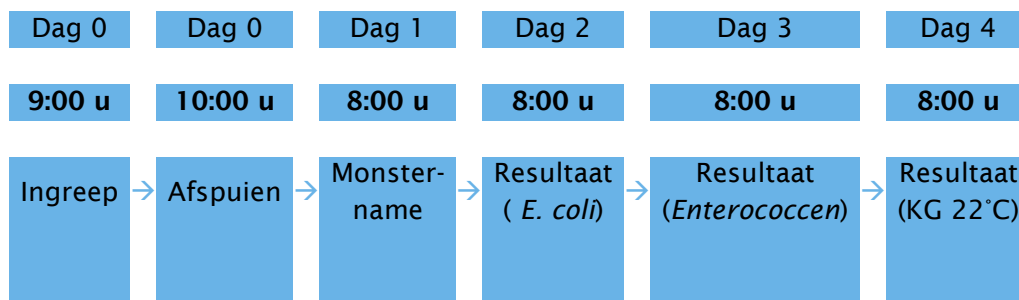 Dag 0 Dag 0 Dag 1 Dag 2 Dag 3 Dag 4
9:00 u 10:00 u 8:00 u 8:00 u 8:00 u 8:00 u
Ingreep → Afspuien → Monster-
name → Resultaat
( E. coli) → Resultaat
(Enterococcen) → Resultaat
(KG 22°C)